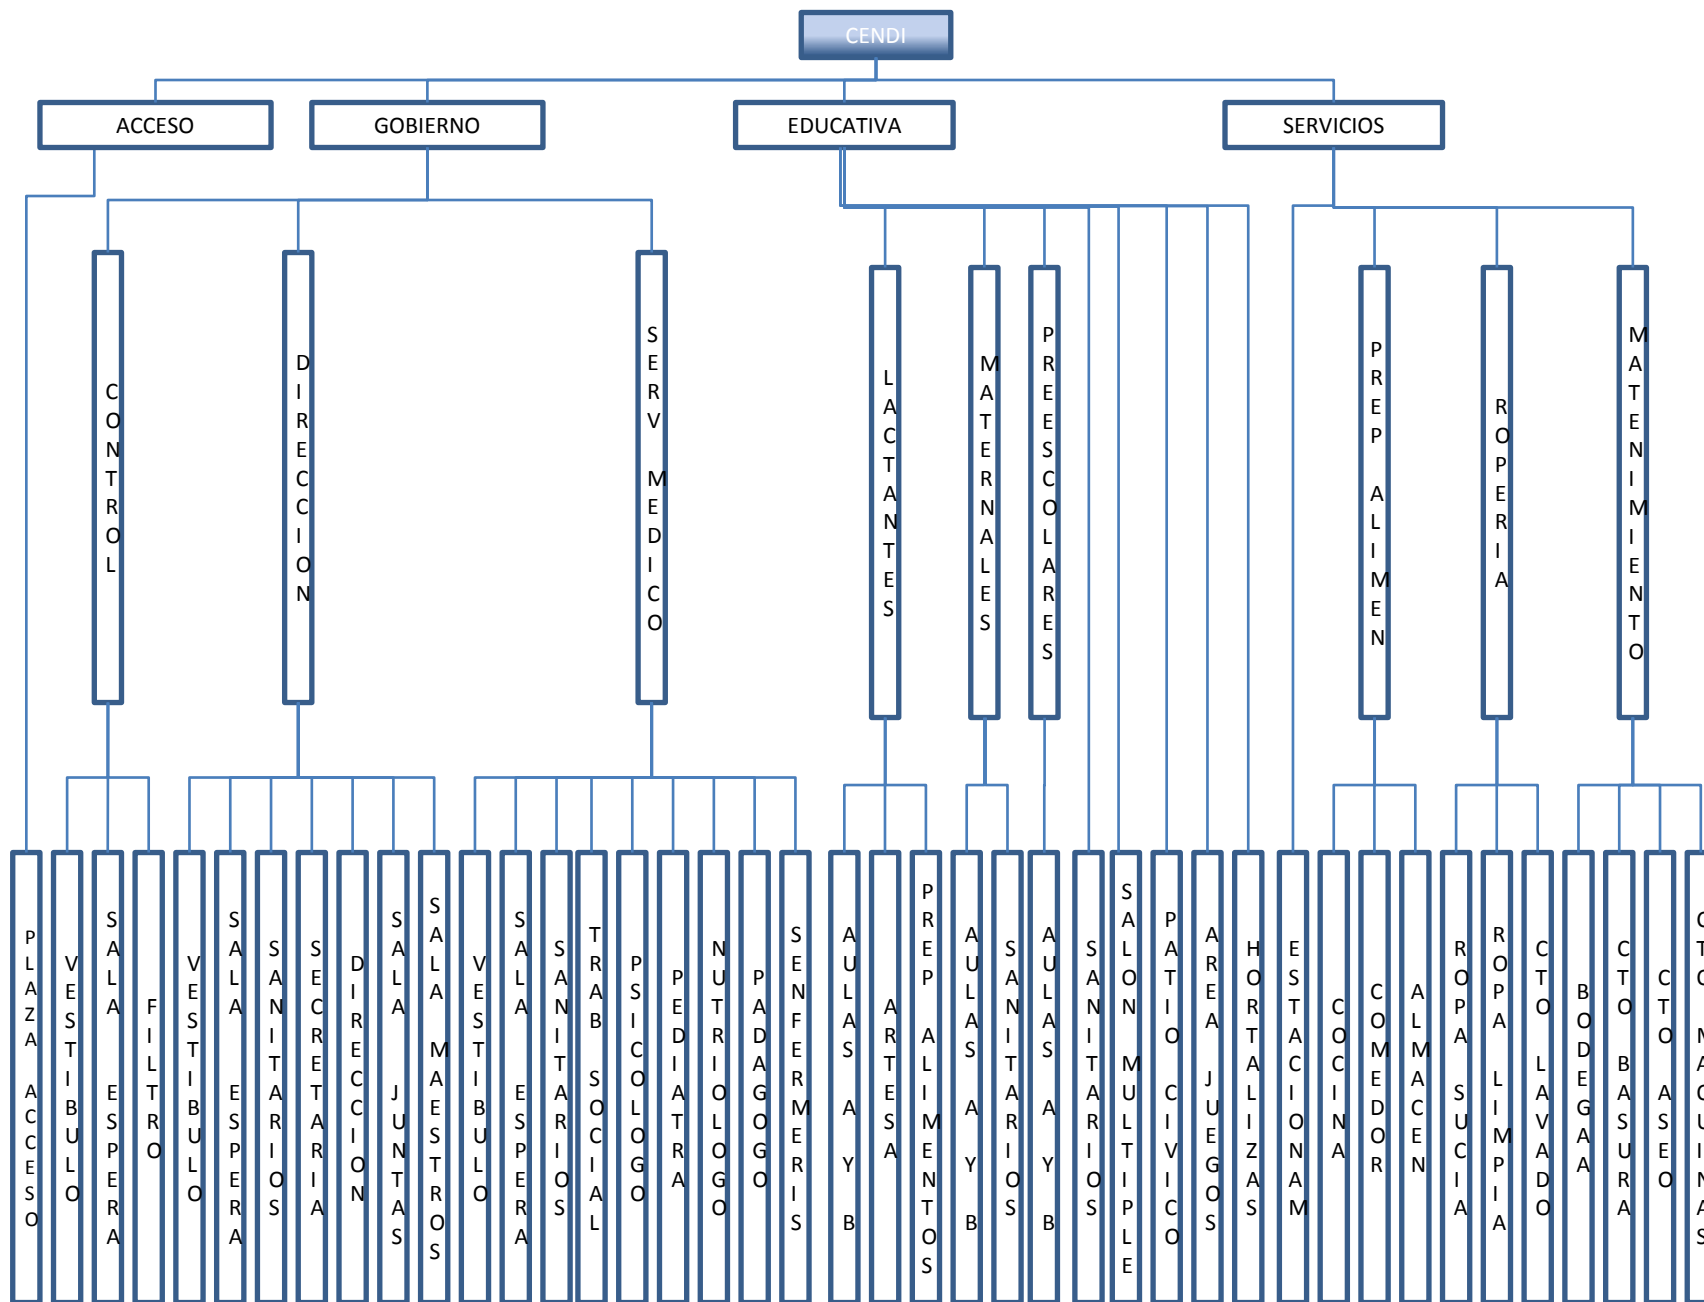 CENDI
ACCESO
GOBIERNO
EDUCATIVA
SERVICIOS
CONTROL
DIRECCION
SERV MEDICO
LACTANTES
MATERNALES
PREESCOLARES
PREP ALIMEN
ROPERIA
MATENIMIENTO
PLAZA ACCESO
VESTIBULO
SALA ESPERA
FILTRO
VESTIBULO
SALA ESPERA
SANITARIOS
SECRETARIA
DIRECCION
SALA JUNTAS
SALA MAESTROS
VESTIBULO
SALA ESPERA
SANITARIOS
TRAB SOCIAL
PSICOLOGO
PEDIATRA
NUTRIOLOGO
PADAGOGO
SENFERMERIS
AULAS A Y B
ARTESA
PREP ALIMENTOS
AULAS A Y B
SANITARIOS
AULAS A Y B
SANITARIOS
SALON MULTIPLE
PATIO CIVICO
AREA JUEGOS
HORTALIZAS
ESTACIONAM
COCINA
COMEDOR
ALMACEN
ROPA SUCIA
ROPA LIMPIA
CTO LAVADO
BODEGAA
CTO BASURA
CTO ASEO
CTO MAQUINAS